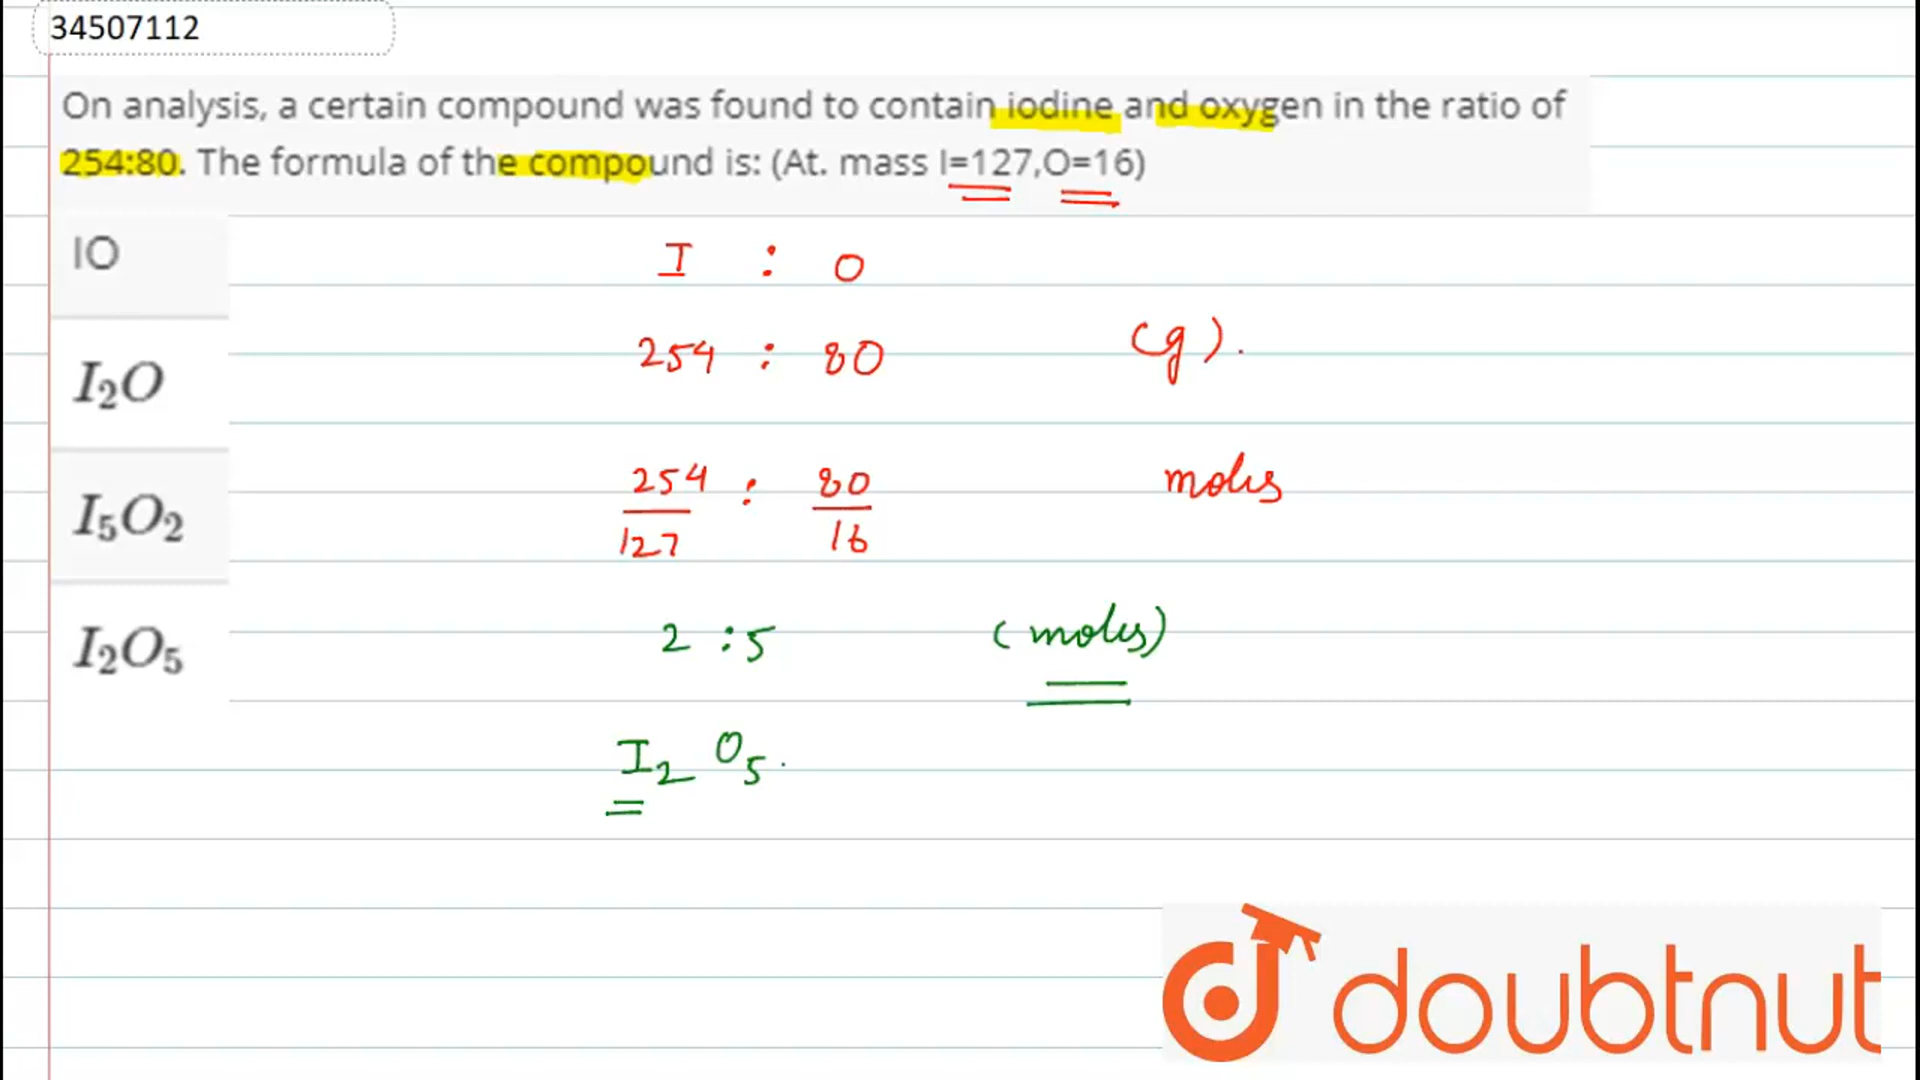 34507112
On analysis, a certain compound was found to contain iodine and oxygen in the ratio of
254:80. The formula of the compound is: (At. mass I=127,O=16)
IO
I₂O
I₅O₂
I₂O₅
I : O
254 : 80 (g).
254/127 : 80/16 moles
2 : 5 (moles)
I₂ O₅.
doubtnut